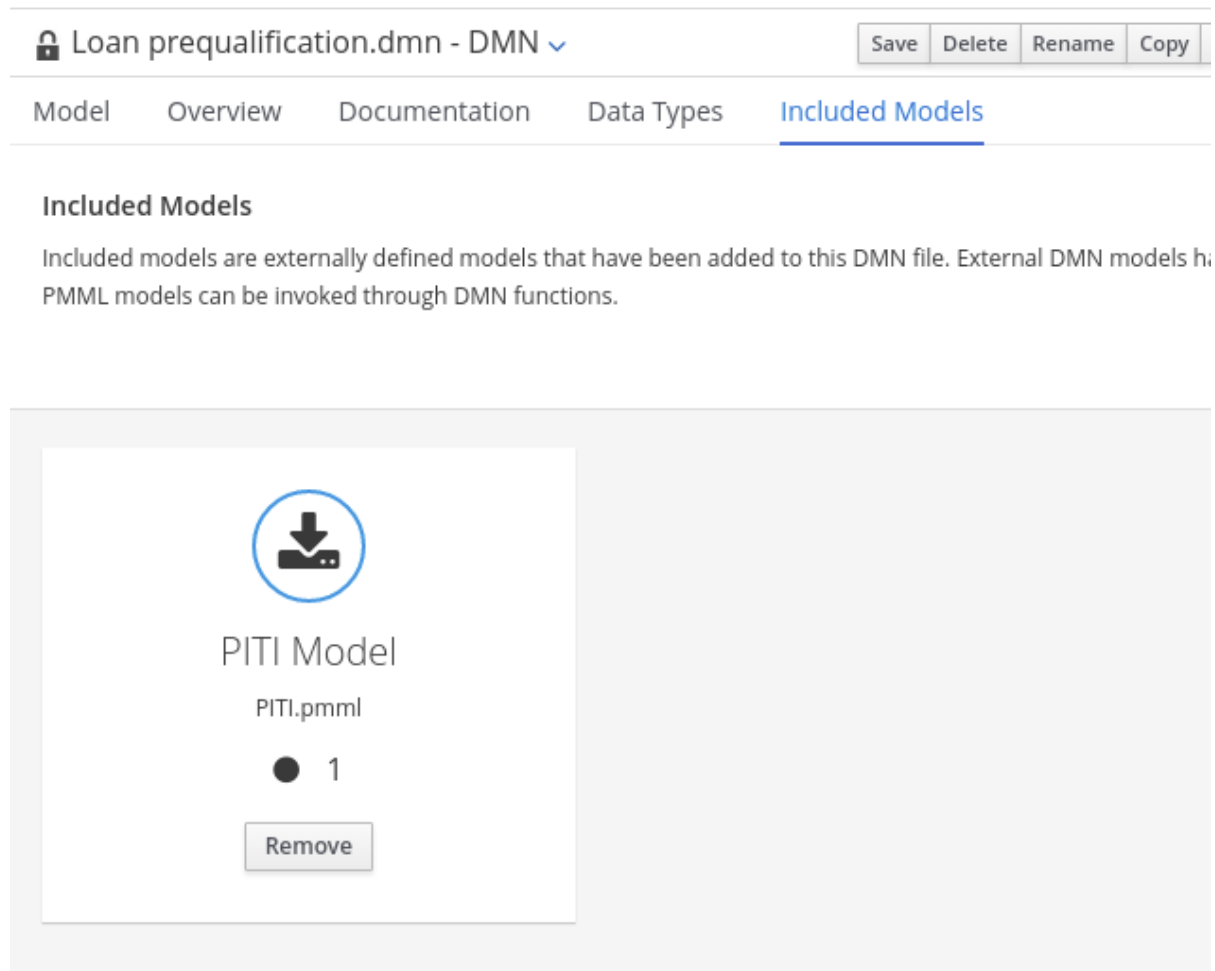 Loan prequalification.dmn - DMN
Save Delete Rename Copy
Model Overview Documentation Data Types Included Models
Included Models
Included models are externally defined models that have been added to this DMN file. External DMN models
PMML models can be invoked through DMN functions.
PITI Model
PITI.pmml
1
Remove